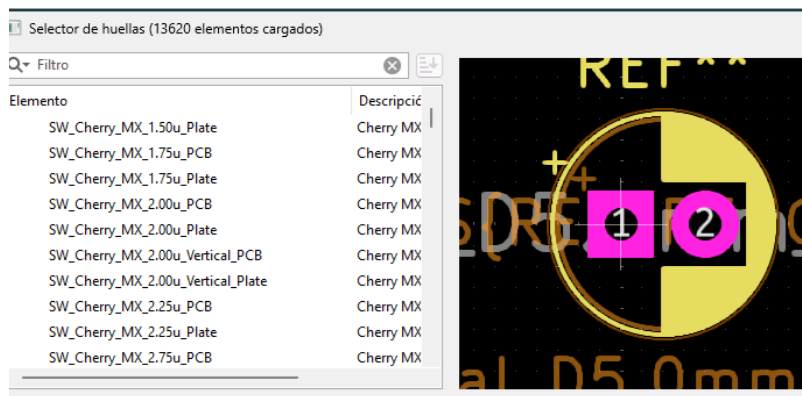 Selector de huellas (13620 elementos cargados)
Filtro
Elemento Descripció
SW_Cherry_MX_1.50u_Plate Cherry MX
SW_Cherry_MX_1.75u_PCB Cherry MX
SW_Cherry_MX_1.75u_Plate Cherry MX
SW_Cherry_MX_2.00u_PCB Cherry MX
SW_Cherry_MX_2.00u_Plate Cherry MX
SW_Cherry_MX_2.00u_Vertical_PCB Cherry MX
SW_Cherry_MX_2.00u_Vertical_Plate Cherry MX
SW_Cherry_MX_2.25u_PCB Cherry MX
SW_Cherry_MX_2.25u_Plate Cherry MX
SW_Cherry_MX_2.75u_PCB Cherry MX
REF**
+
+
1 2
al_D5.0mm